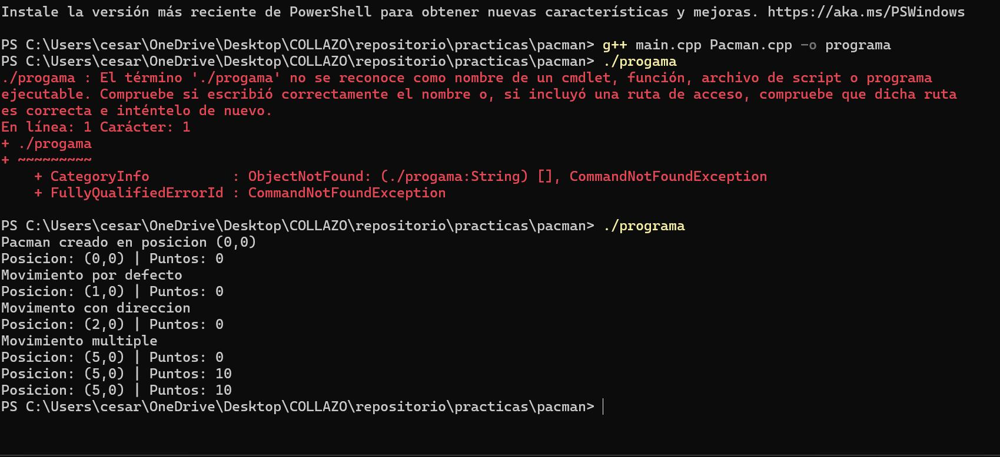 Instale la versión más reciente de PowerShell para obtener nuevas características y mejoras. https://aka.ms/PSWindows
PS C:\Users\cesar\OneDrive\Desktop\COLLAZO\repositorio\practicas\pacman> g++ main.cpp Pacman.cpp -o programa
PS C:\Users\cesar\OneDrive\Desktop\COLLAZO\repositorio\practicas\pacman> ./progama
./progama : El término './progama' no se reconoce como nombre de un cmdlet, función, archivo de script o programa
ejecutable. Compruebe si escribió correctamente el nombre o, si incluyó una ruta de acceso, compruebe que dicha ruta
es correcta e inténtelo de nuevo.
En línea: 1 Carácter: 1
+ ./progama
+ ~~~~~~~~~
    + CategoryInfo          : ObjectNotFound: (./progama:String) [], CommandNotFoundException
    + FullyQualifiedErrorId : CommandNotFoundException
PS C:\Users\cesar\OneDrive\Desktop\COLLAZO\repositorio\practicas\pacman> ./programa
Pacman creado en posicion (0,0)
Posicion: (0,0) | Puntos: 0
Movimiento por defecto
Posicion: (1,0) | Puntos: 0
Movimento con direccion
Posicion: (2,0) | Puntos: 0
Movimiento multiple
Posicion: (5,0) | Puntos: 0
Posicion: (5,0) | Puntos: 10
Posicion: (5,0) | Puntos: 10
PS C:\Users\cesar\OneDrive\Desktop\COLLAZO\repositorio\practicas\pacman>